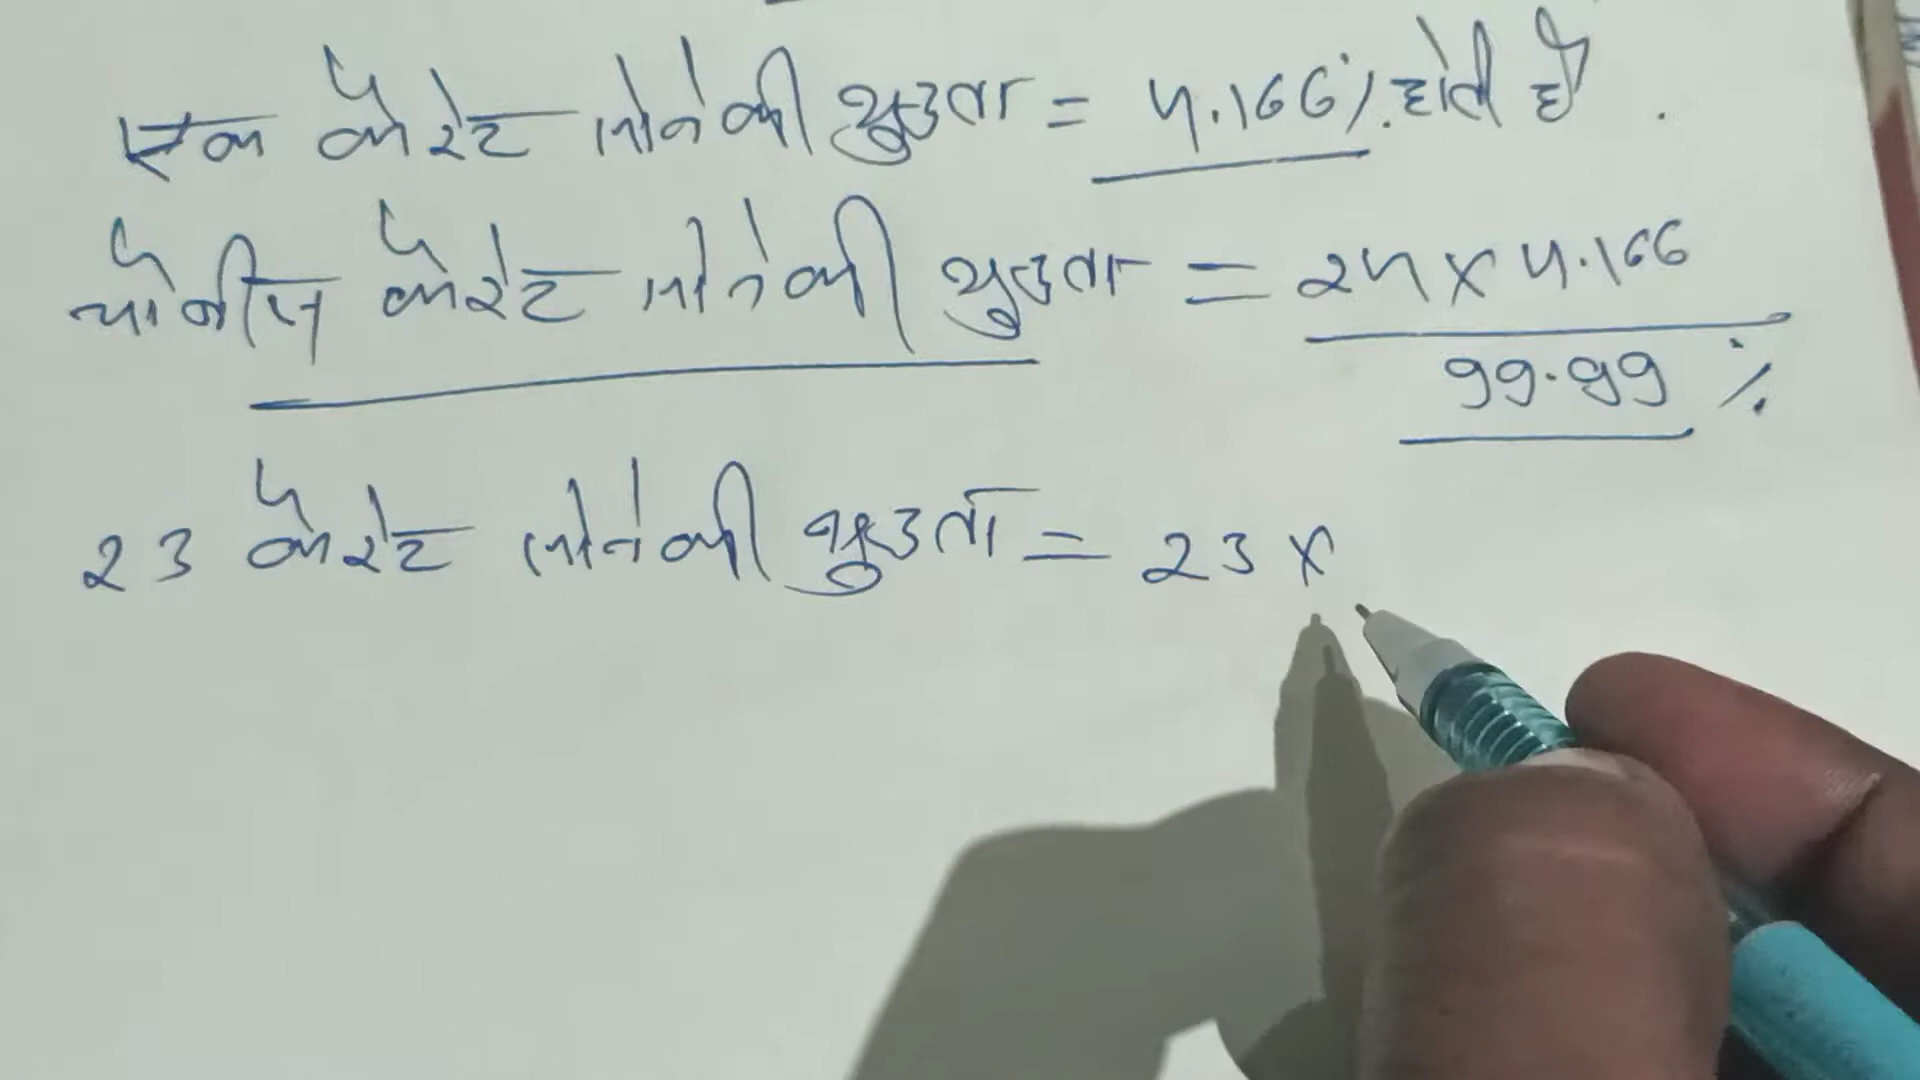 एक कैरेट सोने की शुद्धता = 4.166% होती है .
चौबीस कैरेट सोने की शुद्धता = 24 x 4.166
99.99 %
23 कैरेट सोने की शुद्धता = 23 x